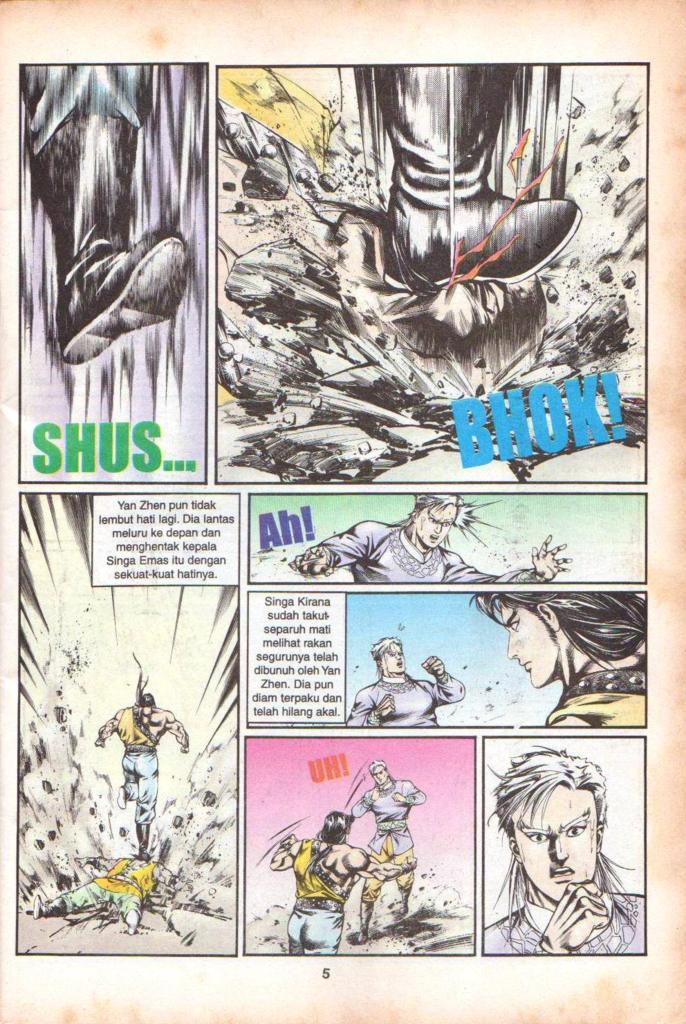 SHUS...
BHOK!
Yan Zhen pun tidak
lembut hati lagi. Dia lantas
meluru ke depan dan
menghentak kepala
Singa Emas itu dengan
sekuat-kuat hatinya.
Ah!
Singa Kirana
sudah takut
separuh mati
melihat rakan
segurunya telah
dibunuh oleh Yan
Zhen. Dia pun
diam terpaku dan
telah hilang akal.
UH!
5